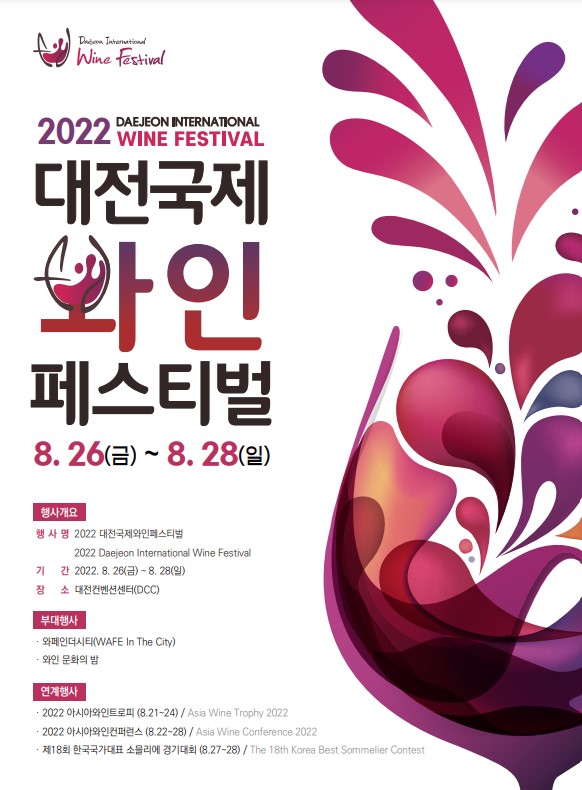 Daejeon International
Wine Festival
2022 DAEJEON INTERNATIONAL
WINE FESTIVAL
대전국제
와인
페스티벌
8. 26(금) ~ 8. 28(일)
행사개요
행 사 명 2022 대전국제와인페스티벌
2022 Daejeon International Wine Festival
기 간 2022. 8. 26(금) ~ 8. 28(일)
장 소 대전컨벤션센터(DCC)
부대행사
· 와페인더시티(WAFE In The City)
· 와인 문화의 밤
연계행사
· 2022 아시아와인트로피 (8.21~24) / Asia Wine Trophy 2022
· 2022 아시아와인컨퍼런스 (8.22~28) / Asia Wine Conference 2022
· 제18회 한국국가대표 소믈리에 경기대회 (8.27~28) / The 18th Korea Best Sommelier Contest